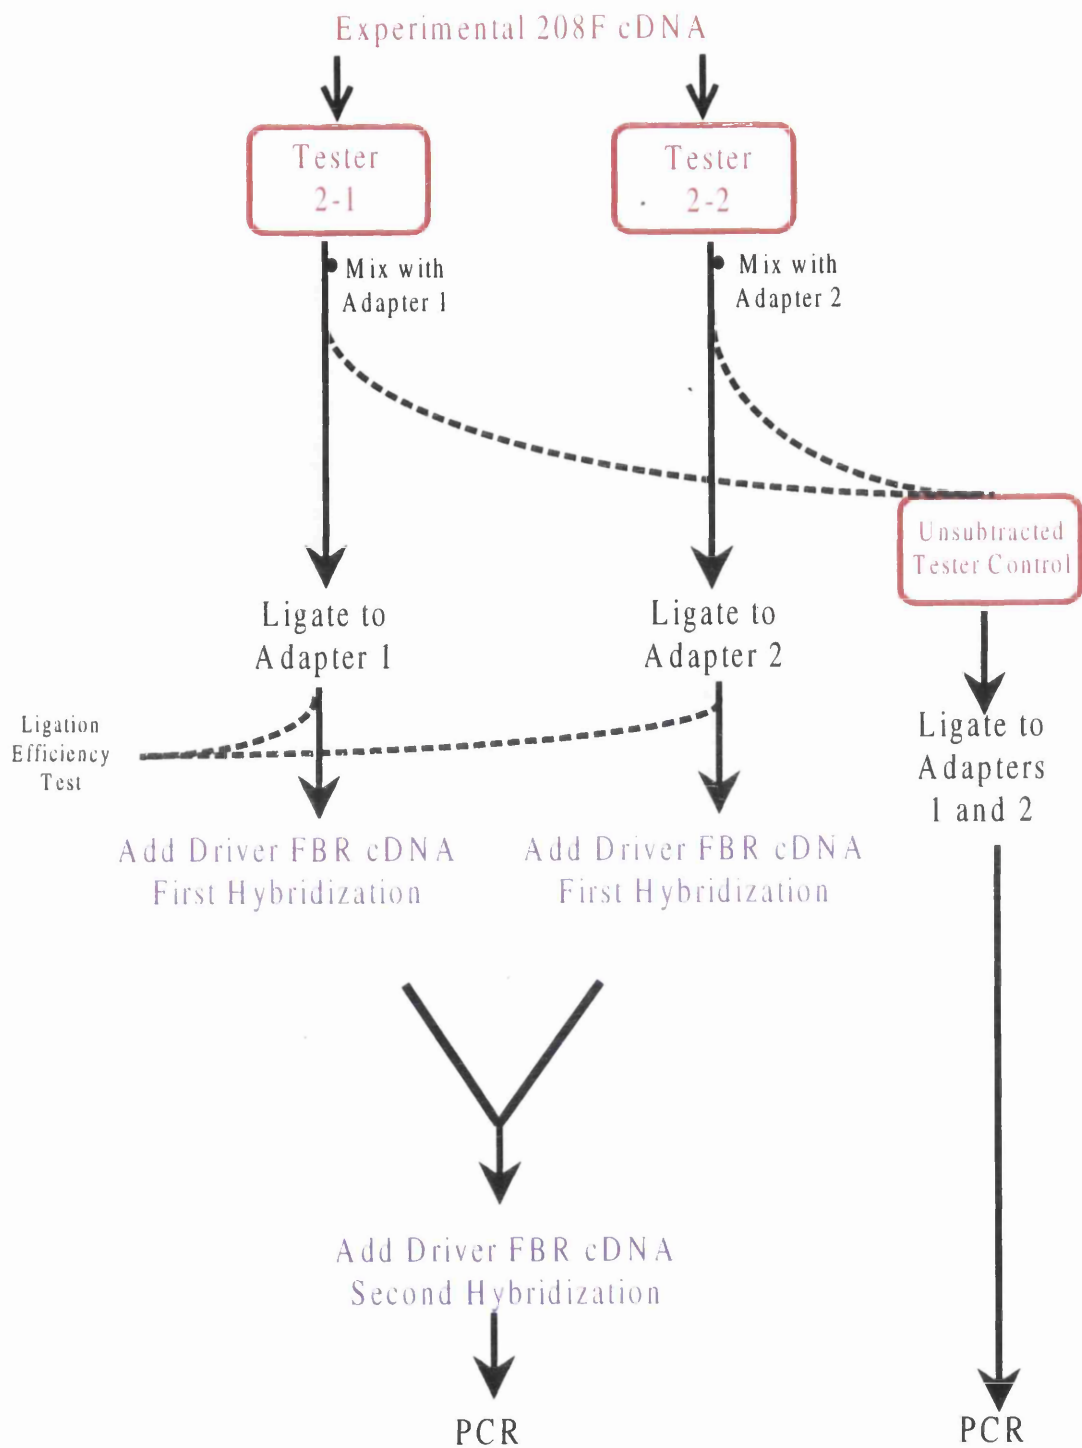 Experimental 208F cDNA
Tester
2-1
Tester
2-2
Mix with
Adapter 1
Mix with
Adapter 2
Unsubtracted
Tester Control
Ligate to
Adapter 1
Ligate to
Adapter 2
Ligation
Efficiency
Test
Ligate to
Adapters
1 and 2
Add Driver FBR cDNA
First Hybridization
Add Driver FBR cDNA
First Hybridization
Add Driver FBR cDNA
Second Hybridization
PCR
PCR